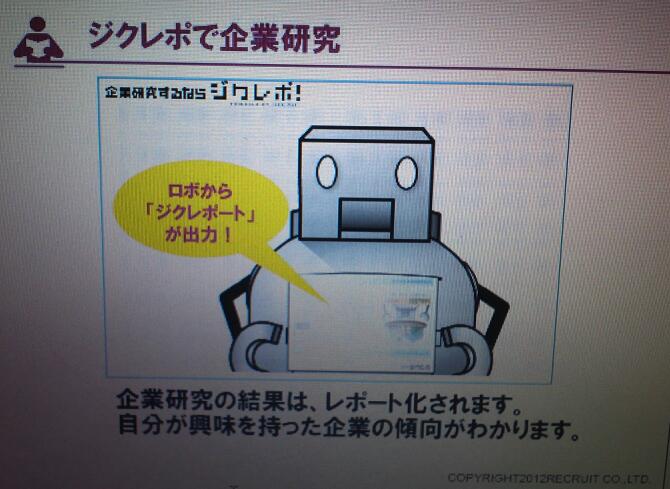 ジクレポで企業研究
企業研究するなら ジクレポ!
ロボから
「ジクレポート」
が出力!
企業研究の結果は、レポート化されます。
自分が興味を持った企業の傾向がわかります。
COPYRIGHT2012RECRUIT CO.,LTD.